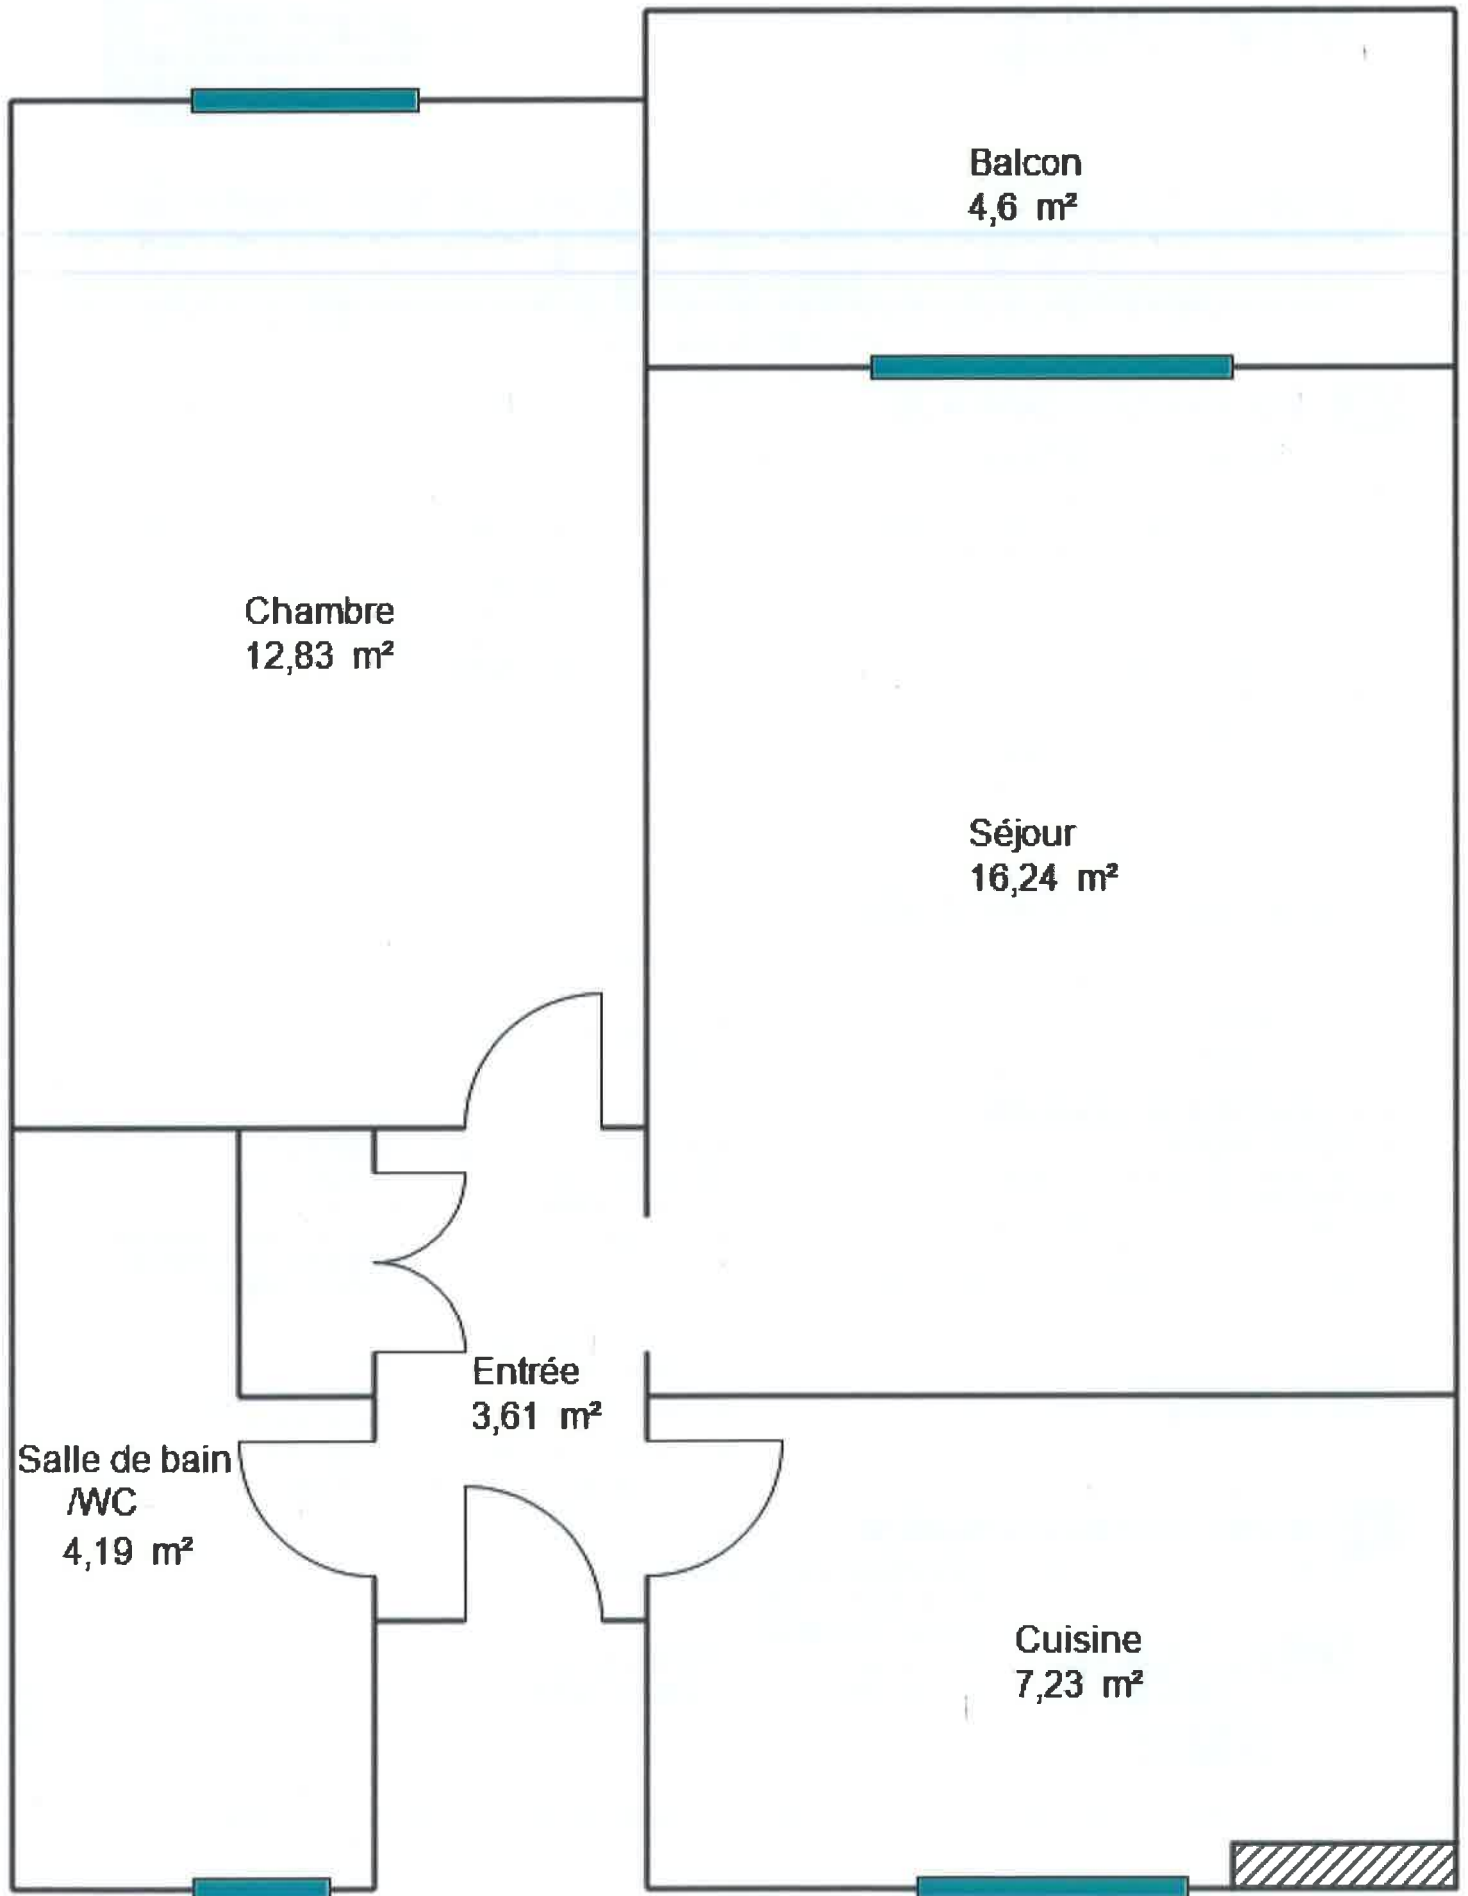 Balcon
4,6 m²
Chambre
12,83 m²
Séjour
16,24 m²
Entrée
3,61 m²
Salle de bain
/WC
4,19 m²
Cuisine
7,23 m²